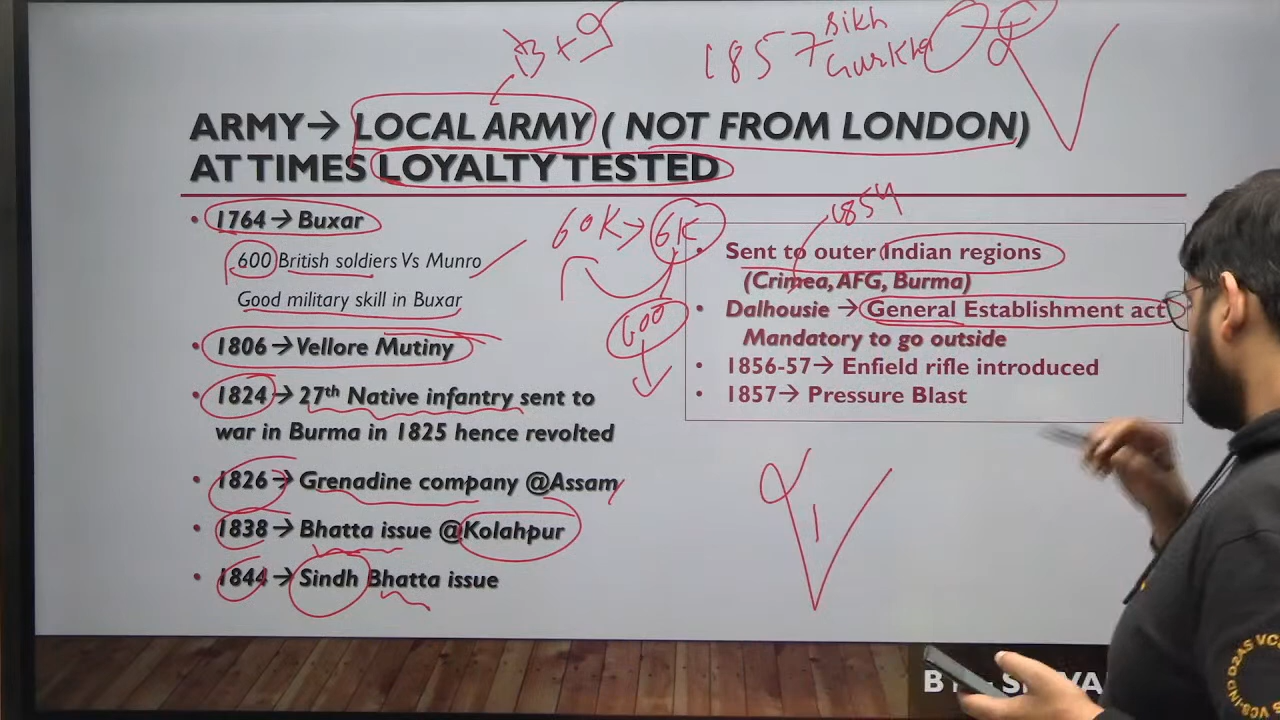 B+G
1857 Sikh
Gurkha
ARMY→ LOCAL ARMY ( NOT FROM LONDON)
AT TIMES LOYALTY TESTED
• 1764→ Buxar
600 British soldiers Vs Munro
Good military skill in Buxar
• 1806→Vellore Mutiny
• 1824→ 27th Native infantry sent to
war in Burma in 1825 hence revolted
• 1826→ Grenadine company @Assam
• 1838→ Bhatta issue @Kolahpur
• 1844→ Sindh Bhatta issue
60K→ 6K
600
1854
• Sent to outer Indian regions
(Crimea, AFG, Burma)
• Dalhousie → General Establishment act
Mandatory to go outside
• 1856-57→ Enfield rifle introduced
• 1857→ Pressure Blast